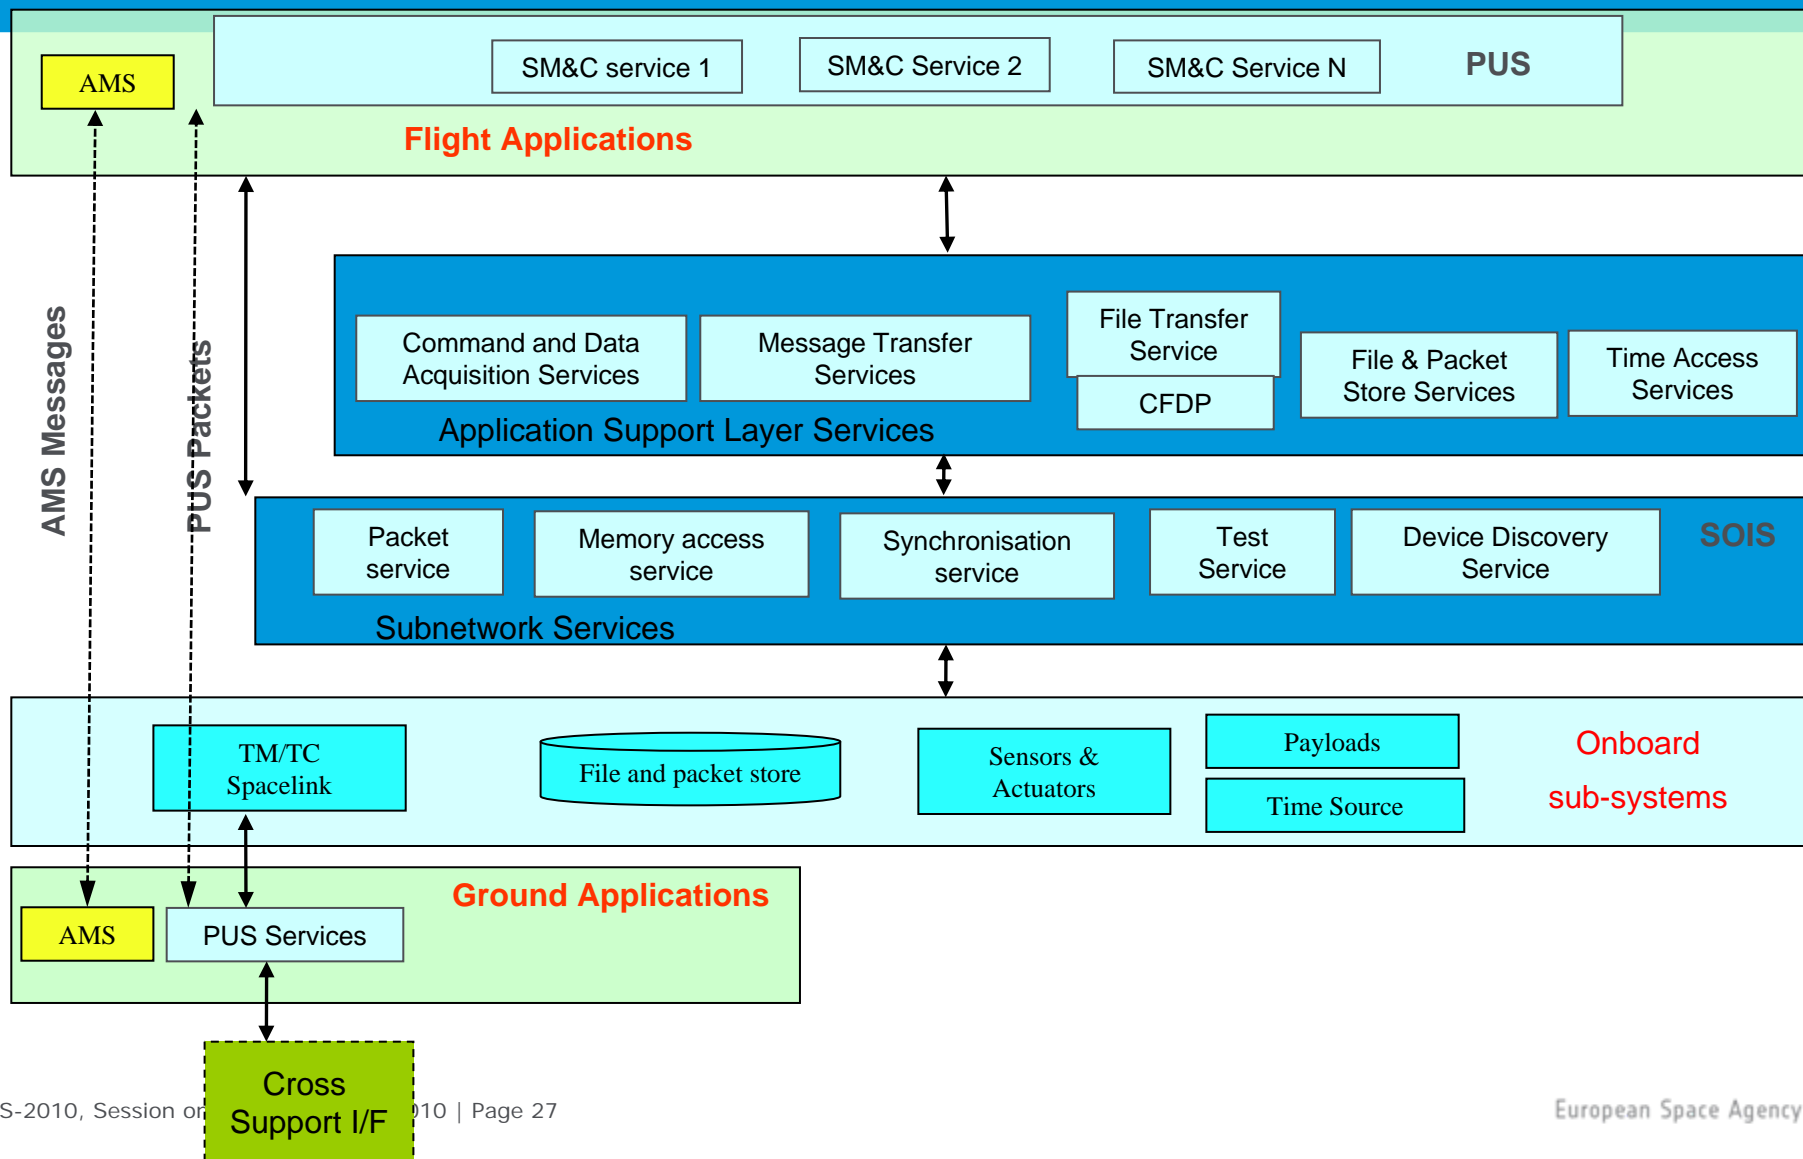 SM&C service 1
SM&C Service 2
SM&C Service N
PUS
AMS
Flight Applications
AMS Messages
PUS Packets
Command and Data
Acquisition Services
Message Transfer
Services
File Transfer
Service
CFDP
File & Packet
Store Services
Time Access
Services
Application Support Layer Services
Packet
service
Memory access
service
Synchronisation
service
Test
Service
Device Discovery
Service
SOIS
Subnetwork Services
TM/TC
Spacelink
File and packet store
Sensors &
Actuators
Payloads
Time Source
Onboard
sub-systems
Ground Applications
AMS
PUS Services
Cross
Support I/F
S-2010, Session on
010 | Page 27
European Space Agency